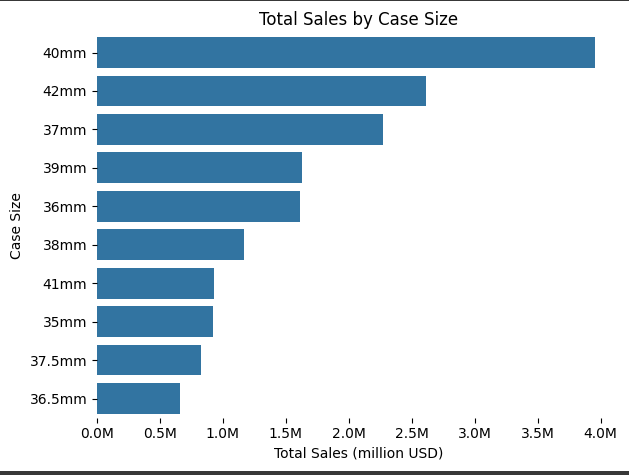 Total Sales by Case Size
Case Size
40mm
42mm
37mm
39mm
36mm
38mm
41mm
35mm
37.5mm
36.5mm
0.0M 0.5M 1.0M 1.5M 2.0M 2.5M 3.0M 3.5M 4.0M
Total Sales (million USD)